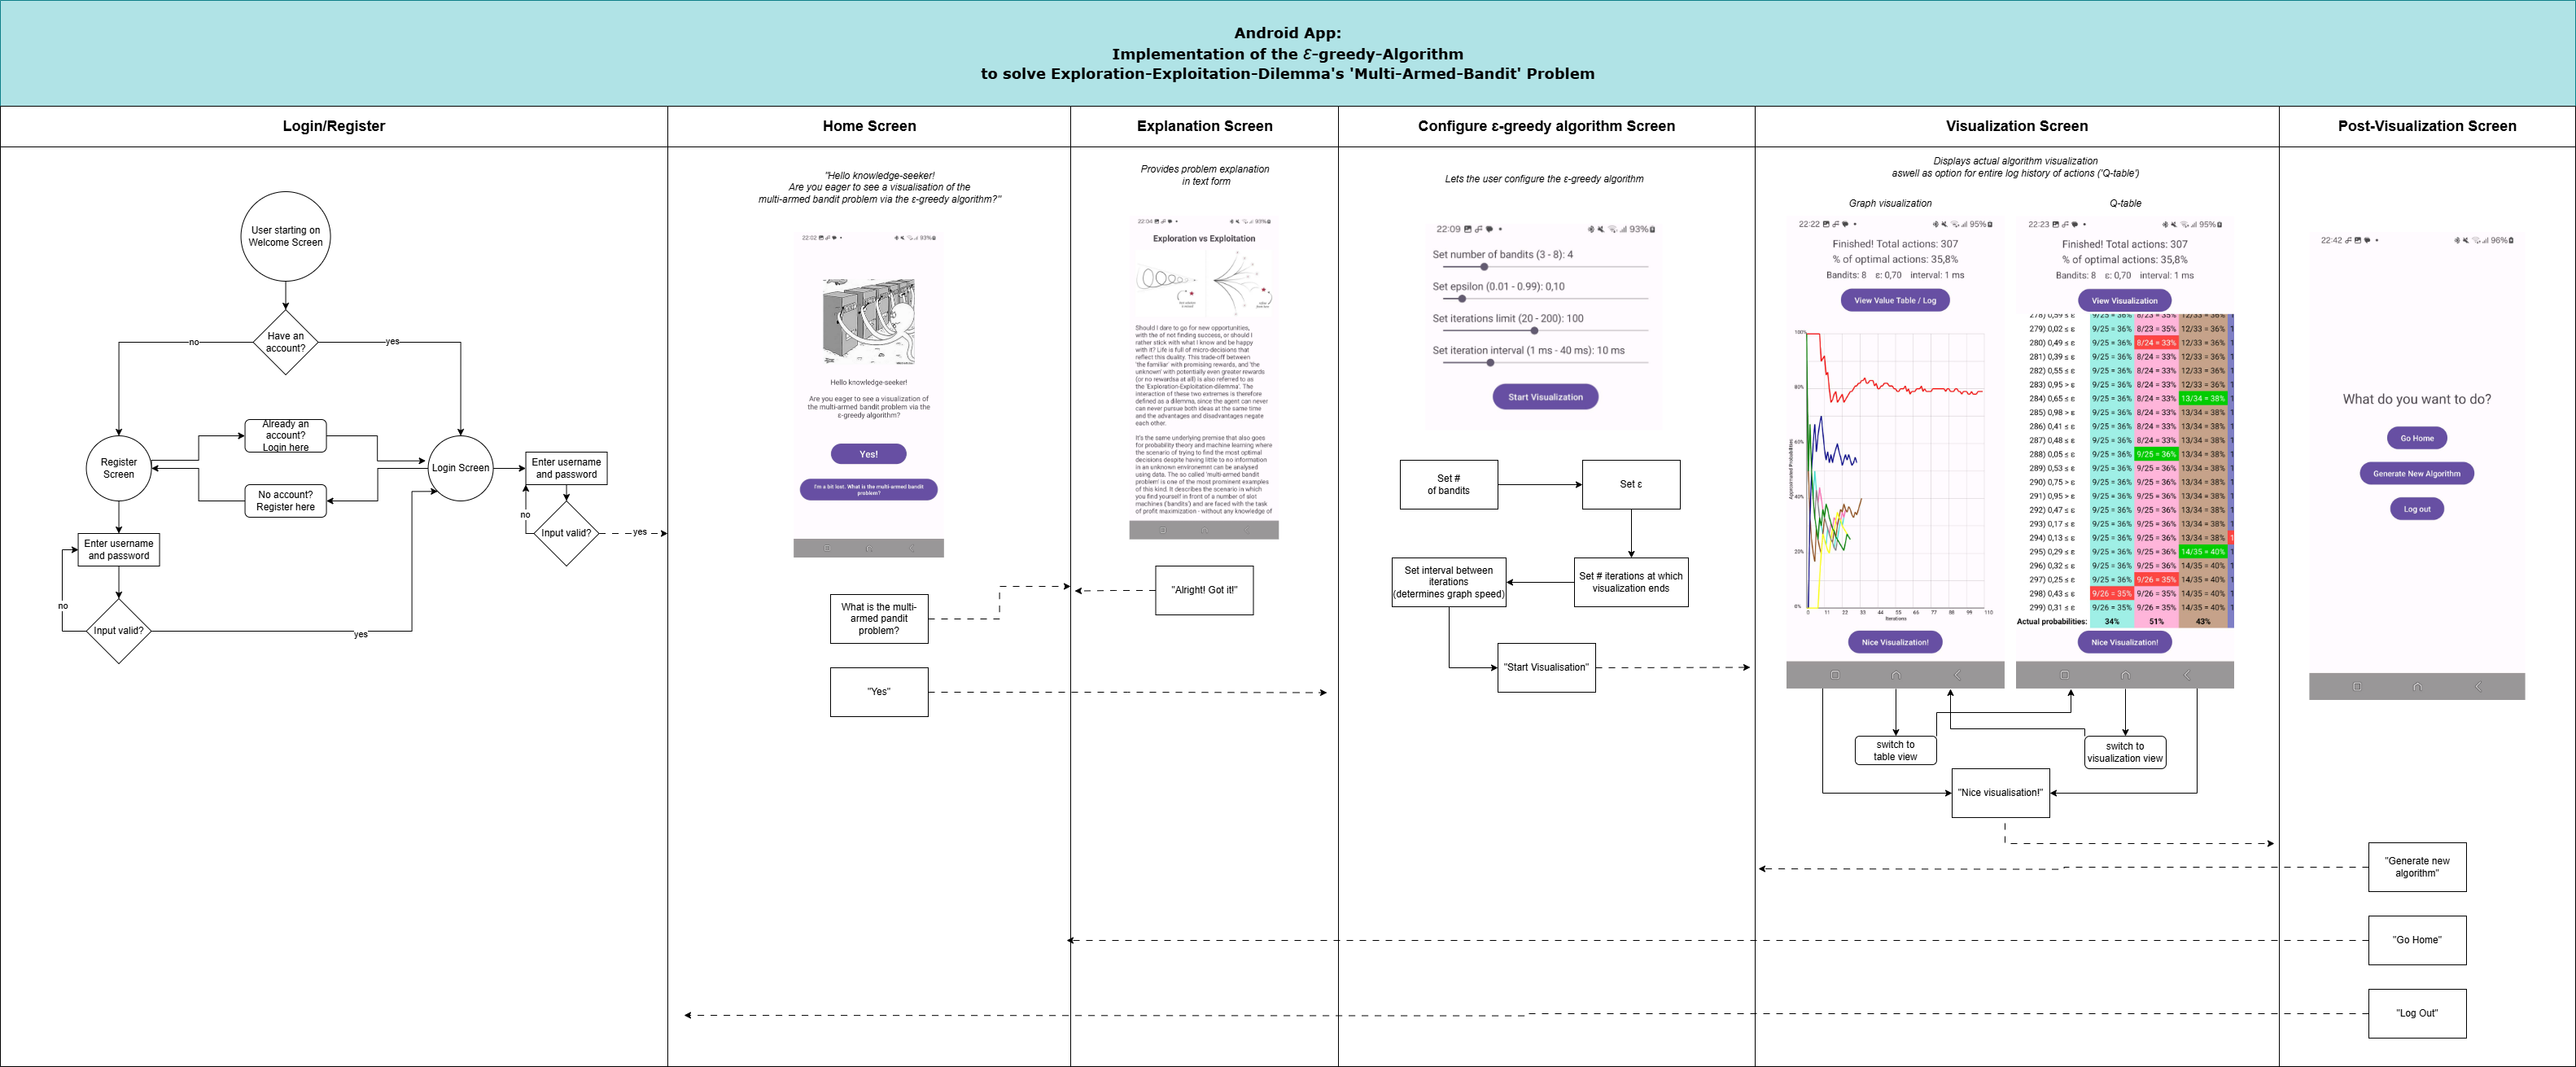 Android App:
Implementation of the ℇ-greedy-Algorithm
to solve Exploration-Exploitation-Dilemma's 'Multi-Armed-Bandit' Problem
Login/Register
User starting on
Welcome Screen
Have an
account?
no
yes
Register
Screen
Already an
account?
Login here
No account?
Register here
Login Screen
Enter username
and password
Input valid?
no
yes
Enter username
and password
Input valid?
no
yes
Home Screen
"Hello knowledge-seeker!
Are you eager to see a visualisation of the
multi-armed bandit problem via the ε-greedy algorithm?"
22:02
93%
Hello knowledge-seeker!
Are you eager to see a visualization of
the multi-armed bandit problem via the
ε-greedy algorithm?
Yes!
I'm a bit lost. What is the multi-armed bandit
problem?
What is the multi-
armed pandit
problem?
"Yes"
Explanation Screen
Provides problem explanation
in text form
22:04
93%
Exploration vs Exploitation
Should I dare to go for new opportunities,
with the of not finding success, or should I
rather stick with what I know and be happy
with it? Life is full of micro-decisions that
reflect this duality. This trade-off between
'the familiar' with promising rewards, and 'the
unknown' with potentially even greater rewards
(or no rewardsa at all) is also referred to as
the 'Exploration-Exploitation-dilemma'. The
interaction of these two extremes is therefore
defined as a dilemma, since the agent can never
can never pursue both ideas at the same time
and the advantages and disadvantages negate
each other.
It's the same underlying premise that also goes
for probability theory and machine learning where
the scenario of trying to find the most optimal
decisions despite having little to no information
in an unknown environemnt can be analysed
using data. The so called 'multi-armed bandit
problem' is one of the most prominent examples
of this kind. It describes the scenario in which
you find yourself in front of a number of slot
machines ('bandits') and are faced with the task
of profit maximization - without any knowledge of
"Alright! Got it!"
Configure ε-greedy algorithm Screen
Lets the user configure the ε-greedy algorithm
22:09
93%
Set number of bandits (3 - 8): 4
Set epsilon (0.01 - 0.99): 0,10
Set iterations limit (20 - 200): 100
Set iteration interval (1 ms - 40 ms): 10 ms
Start Visualization
Set #
of bandits
Set ε
Set # iterations at which
visualization ends
Set interval between
iterations
(determines graph speed)
"Start Visualisation"
Visualization Screen
Displays actual algorithm visualization
aswell as option for entire log history of actions ('Q-table')
Graph visualization
22:22
95%
Finished! Total actions: 307
% of optimal actions: 35,8%
Bandits: 8 ε: 0,70 interval: 1 ms
View Value Table / Log
Approximated Probabilities
100%
80%
60%
40%
20%
0%
0 11 22 33 44 55 66 77 88 99 110
Iterations
Nice Visualization!
Q-table
22:23
95%
Finished! Total actions: 307
% of optimal actions: 35,8%
Bandits: 8 ε: 0,70 interval: 1 ms
View Visualization
278) 0,59 ≤ ε 9/25 = 36% 8/23 = 35% 12/33 = 36%
279) 0,02 ≤ ε 9/25 = 36% 8/23 = 35% 12/33 = 36%
280) 0,49 ≤ ε 9/25 = 36% 8/24 = 33% 12/33 = 36%
281) 0,39 ≤ ε 9/25 = 36% 8/24 = 33% 12/33 = 36%
282) 0,55 ≤ ε 9/25 = 36% 8/24 = 33% 12/33 = 36%
283) 0,95 > ε 9/25 = 36% 8/24 = 33% 12/33 = 36%
284) 0,65 ≤ ε 9/25 = 36% 8/24 = 33% 13/34 = 38%
285) 0,98 > ε 9/25 = 36% 8/24 = 33% 13/34 = 38%
286) 0,41 ≤ ε 9/25 = 36% 8/24 = 33% 13/34 = 38%
287) 0,48 ≤ ε 9/25 = 36% 8/24 = 33% 13/34 = 38%
288) 0,05 ≤ ε 9/25 = 36% 9/25 = 36% 13/34 = 38%
289) 0,53 ≤ ε 9/25 = 36% 9/25 = 36% 13/34 = 38%
290) 0,75 > ε 9/25 = 36% 9/25 = 36% 13/34 = 38%
291) 0,95 > ε 9/25 = 36% 9/25 = 36% 13/34 = 38%
292) 0,47 ≤ ε 9/25 = 36% 9/25 = 36% 13/34 = 38%
293) 0,17 ≤ ε 9/25 = 36% 9/25 = 36% 13/34 = 38%
294) 0,13 ≤ ε 9/25 = 36% 9/25 = 36% 13/34 = 38%
295) 0,29 ≤ ε 9/25 = 36% 9/25 = 36% 14/35 = 40%
296) 0,32 ≤ ε 9/25 = 36% 9/25 = 36% 14/35 = 40%
297) 0,25 ≤ ε 9/25 = 36% 9/26 = 35% 14/35 = 40%
298) 0,43 ≤ ε 9/26 = 35% 9/26 = 35% 14/35 = 40%
299) 0,31 ≤ ε 9/26 = 35% 9/26 = 35% 14/35 = 40%
Actual probabilities: 34% 51% 43%
Nice Visualization!
switch to
table view
switch to
visualization view
"Nice visualisation!"
Post-Visualization Screen
22:42
96%
What do you want to do?
Go Home
Generate New Algorithm
Log out
"Generate new
algorithm"
"Go Home"
"Log Out"